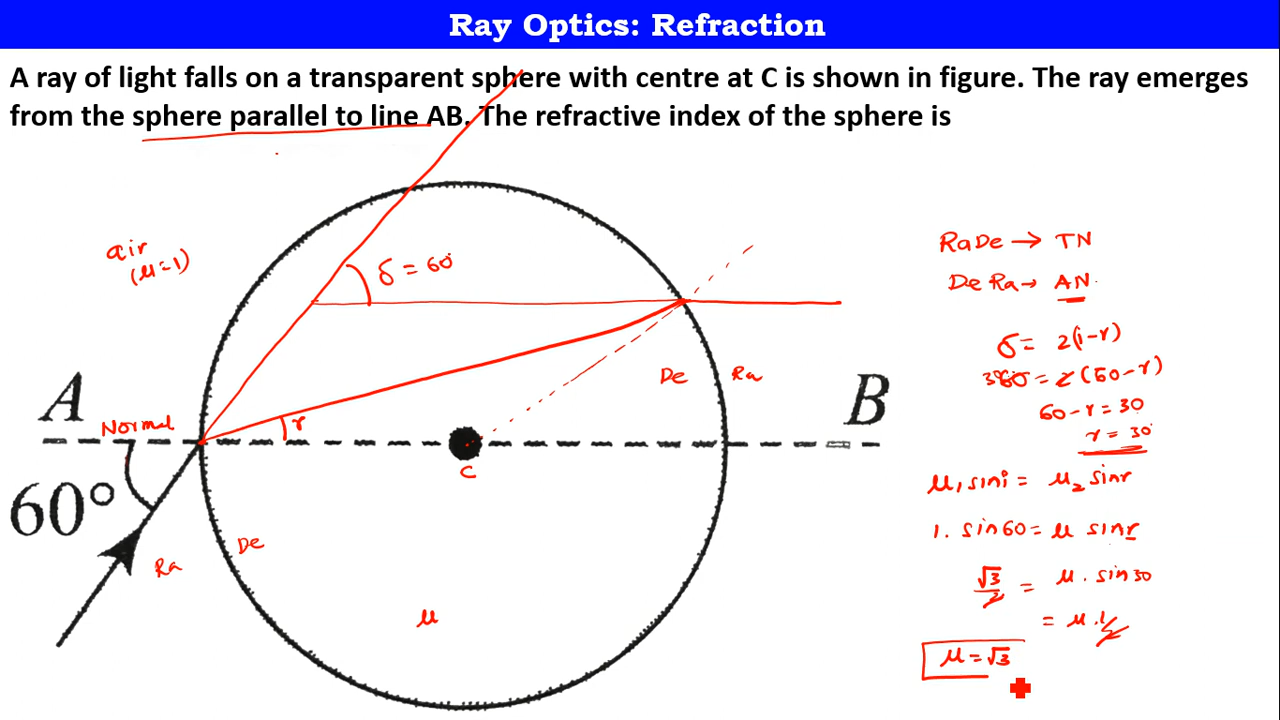 Ray Optics: Refraction
A ray of light falls on a transparent sphere with centre at C is shown in figure. The ray emerges
from the sphere parallel to line AB. The refractive index of the sphere is
air
(μ=1)
δ = 60°
RaDe → TN
DeRa → AN
δ = 2(i-r)
60 = 2(60-r)
30
60-r = 30
r = 30°
μ₁ sini = μ₂ sinr
1. sin60 = μ sinr
√3/2 = μ. sin30
= μ. 1/2
μ = √3
A
Normal
r
C
De
Ra
B
60°
Ra
De
μ